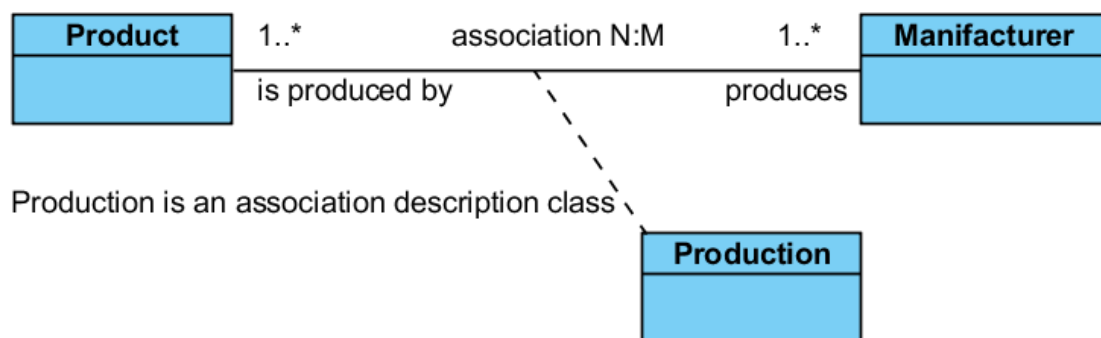 Product 1..* association N:M 1..* Manifacturer
is produced by produces
Production is an association description class
Production